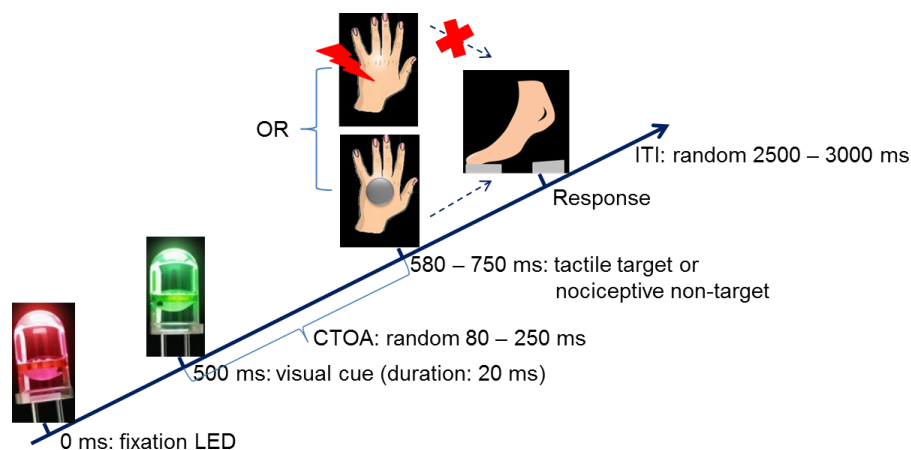 OR
ITI: random 2500 – 3000 ms
Response
580 – 750 ms: tactile target or
nociceptive non-target
CTOA: random 80 – 250 ms
500 ms: visual cue (duration: 20 ms)
0 ms: fixation LED